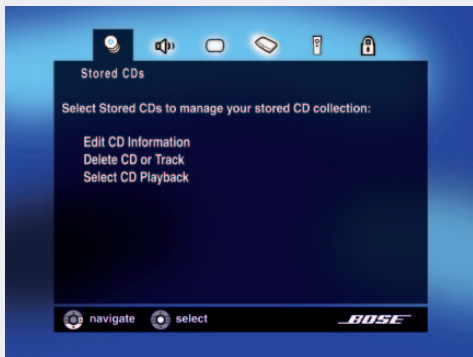 Stored CDs
Select Stored CDs to manage your stored CD collection:
Edit CD Information
Delete CD or Track
Select CD Playback
navigate select BOSE